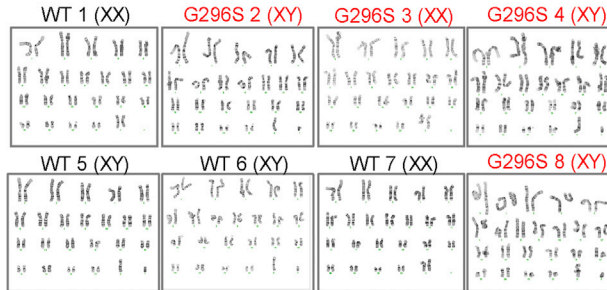 WT 1 (XX)
G296S 2 (XY)
G296S 3 (XX)
G296S 4 (XY)
WT 5 (XY)
WT 6 (XY)
WT 7 (XX)
G296S 8 (XY)